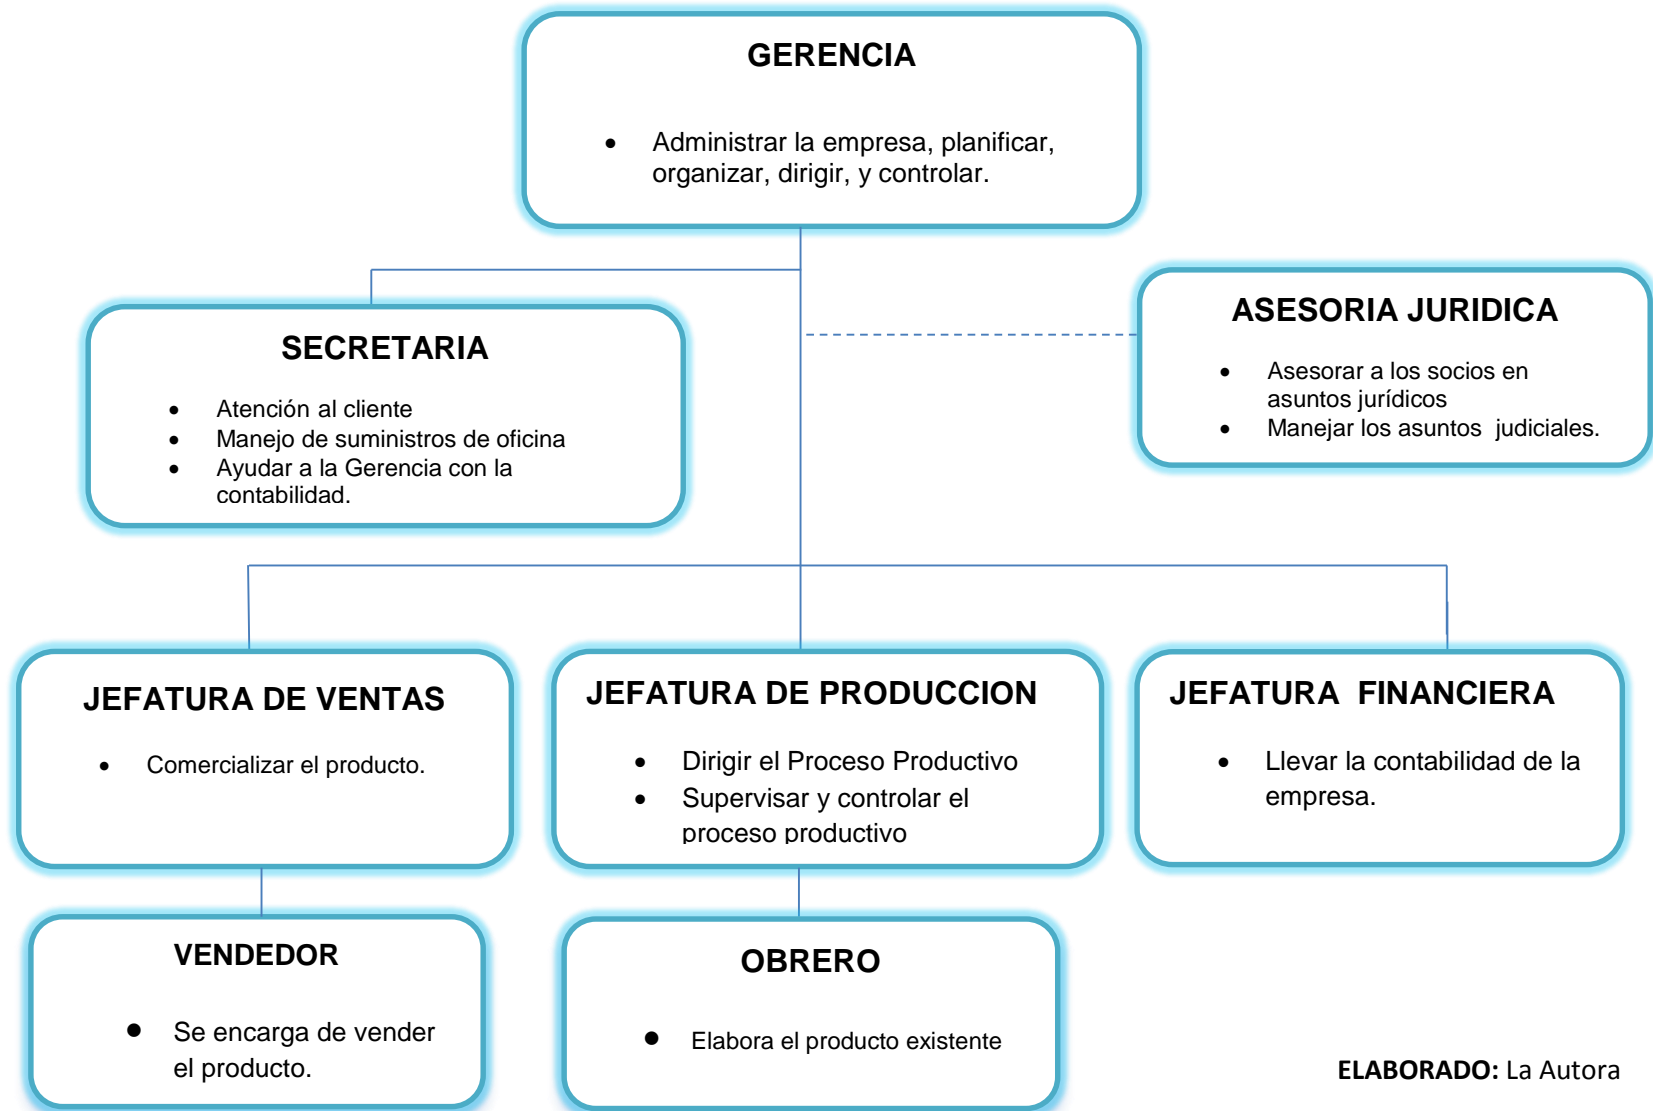 GERENCIA
• Administrar la empresa, planificar,
organizar, dirigir, y controlar.
SECRETARIA
• Atención al cliente
• Manejo de suministros de oficina
• Ayudar a la Gerencia con la
contabilidad.
ASESORIA JURIDICA
• Asesorar a los socios en
asuntos jurídicos
• Manejar los asuntos judiciales.
JEFATURA DE VENTAS
• Comercializar el producto.
JEFATURA DE PRODUCCION
• Dirigir el Proceso Productivo
• Supervisar y controlar el
proceso productivo
JEFATURA FINANCIERA
• Llevar la contabilidad de la
empresa.
VENDEDOR
• Se encarga de vender
el producto.
OBRERO
• Elabora el producto existente
ELABORADO: La Autora